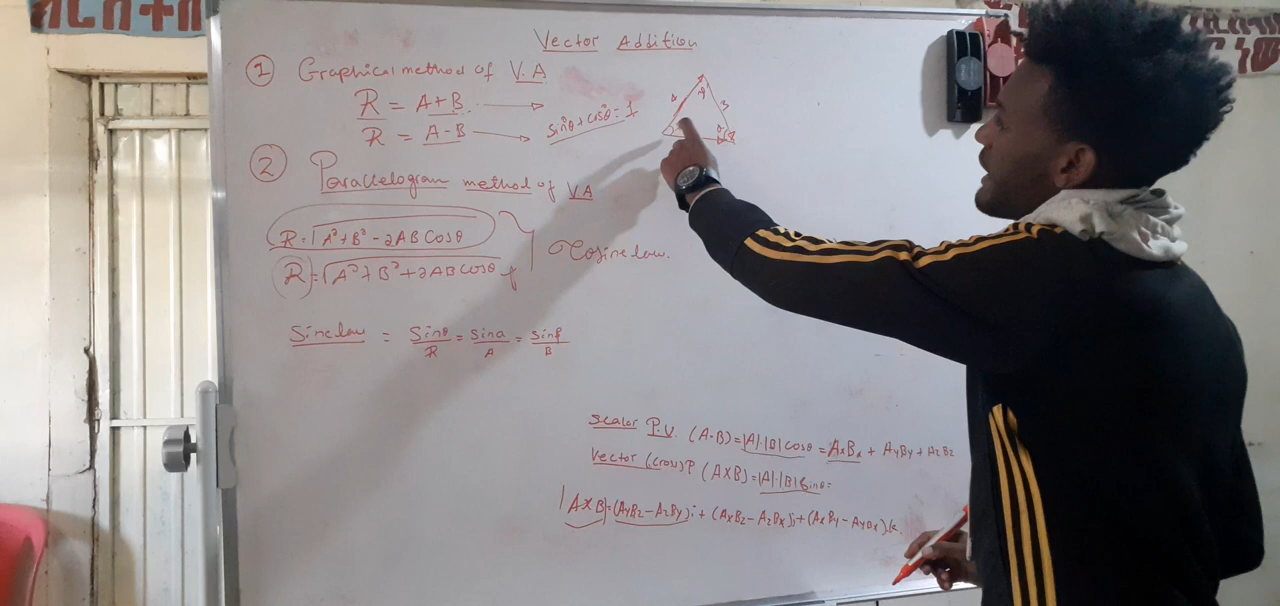 Vector Addition
① Graphical method of V.A
R = A+B
R = A-B
sin²θ + cos²θ = 1
② Parallelogram method of VA
R = √A² + B² - 2AB Cosθ
R = √A² + B² + 2AB cosθ
Cosine law.
Sine law = Sinθ/R = sinα/A = sinβ/B
Scalar P.V. (A·B) = |A|·|B| cosθ = AxBx + AyBy + AzBz
Vector (Cross) P (A×B) = |A|·|B| Sinθ =
|A×B| = (AyBz - AzBy)i + (AxBz - AzBx)j + (AxBy - AyBx)k